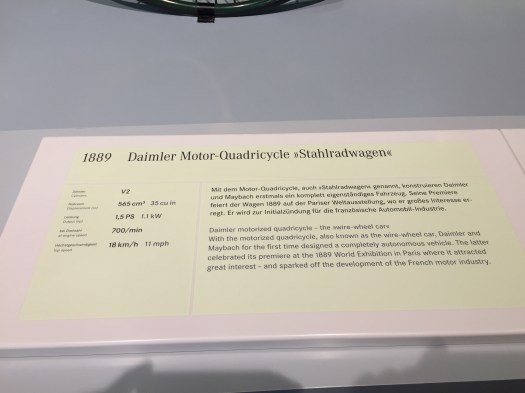 1889 Daimler Motor-Quadricycle »Stahlradwagen«
Zylinder V2
Hubraum 565 cm³ 35 cu in
Leistung 1,5 PS 1.1 kW
bei Drehzahl 700/min
Höchstgeschwindigkeit 18 km/h 11 mph
Mit dem Motor-Quadricycle, auch »Stahlradwagen« genannt, konstruieren Daimler
und Maybach erstmals ein komplett eigenständiges Fahrzeug. Seine Premiere
feiert der Wagen 1889 auf der Pariser Weltausstellung, wo er großes Interesse er-
regt. Er wird zur Initialzündung für die französische Automobil-Industrie.
Daimler motorized quadricycle – the »wire-wheel car«
With the motorized quadricycle, also known as the wire-wheel car, Daimler and
Maybach for the first time designed a completely autonomous vehicle. The latter
celebrated its premiere at the 1889 World Exhibition in Paris where it attracted
great interest – and sparked off the development of the French motor industry.